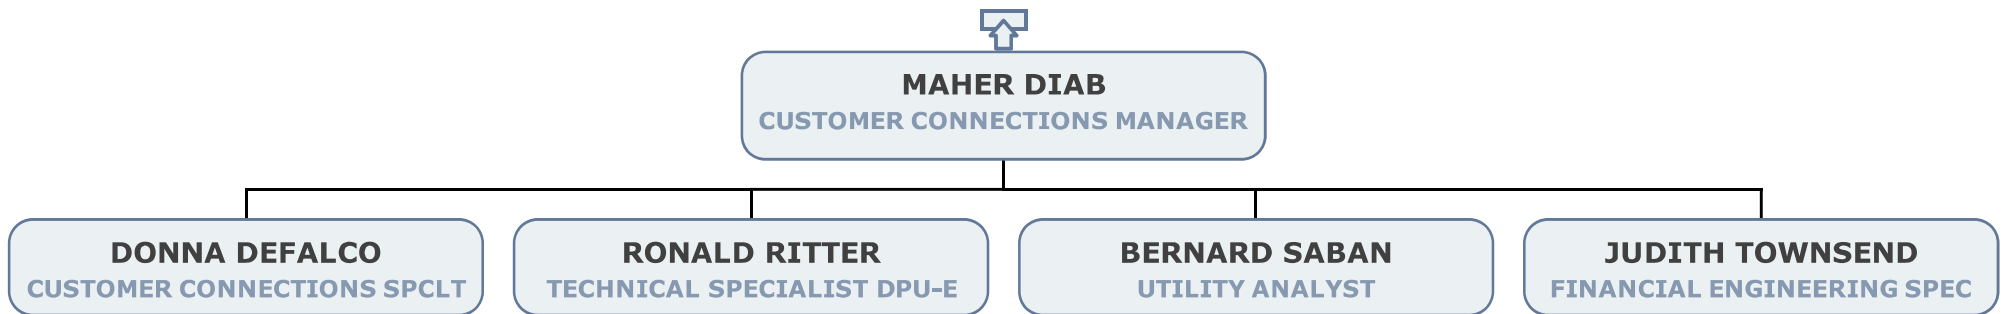 MAHER DIAB
CUSTOMER CONNECTIONS MANAGER
DONNA DEFALCO
CUSTOMER CONNECTIONS SPCLT
RONALD RITTER
TECHNICAL SPECIALIST DPU-E
BERNARD SABAN
UTILITY ANALYST
JUDITH TOWNSEND
FINANCIAL ENGINEERING SPEC